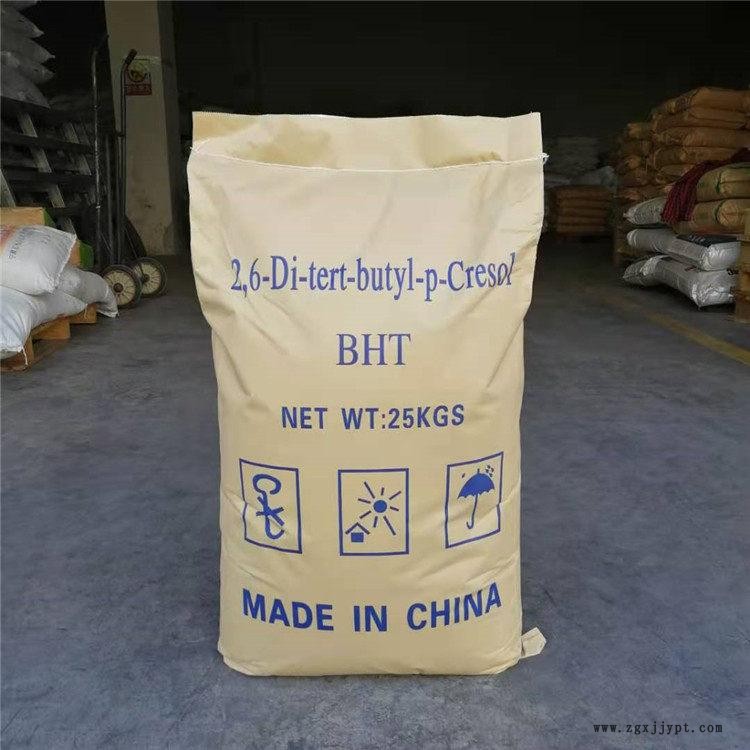 2,6-Di-tert-butyl-p-Cresol
BHT
NET WT:25KGS
MADE IN CHINA
www.zgxjjypt.com